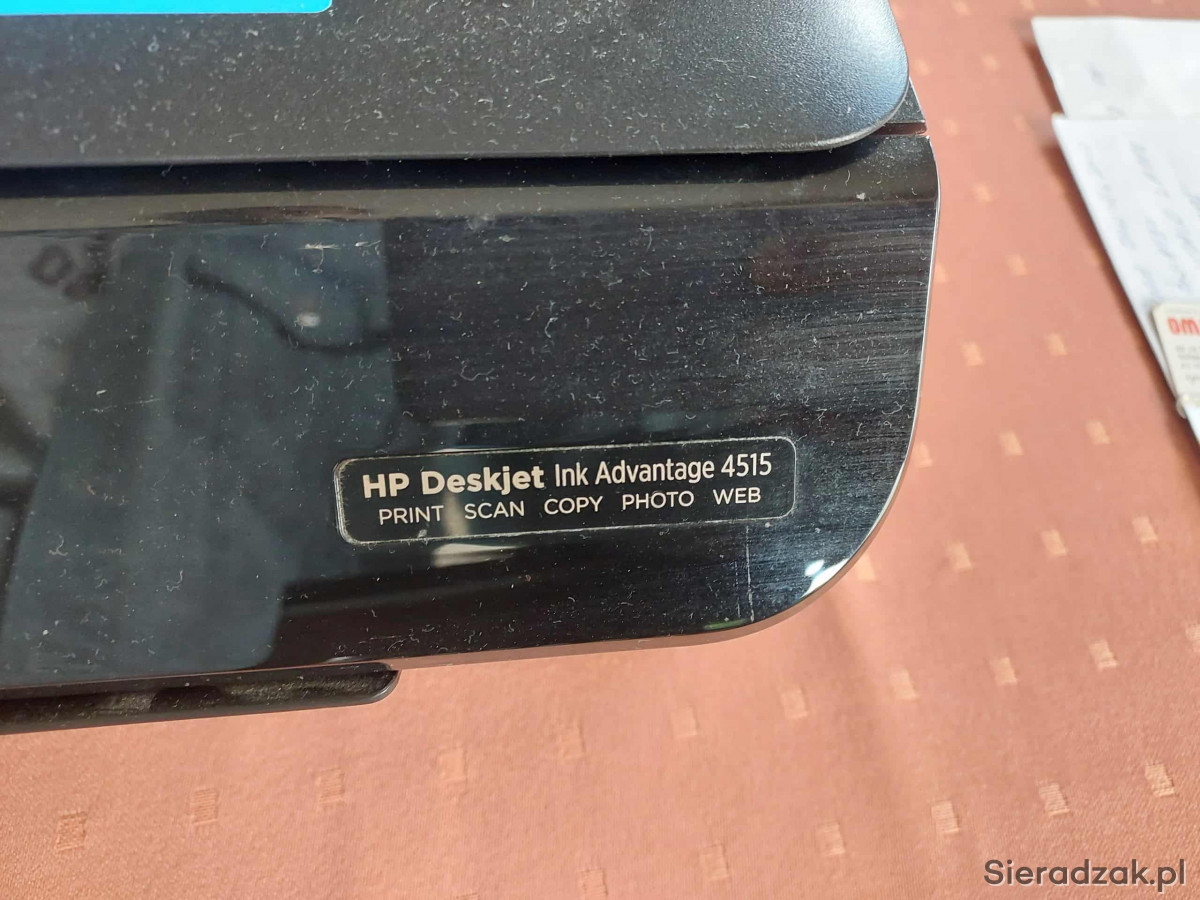 HP Deskjet Ink Advantage 4515
PRINT SCAN COPY PHOTO WEB
Sieradzak.pl